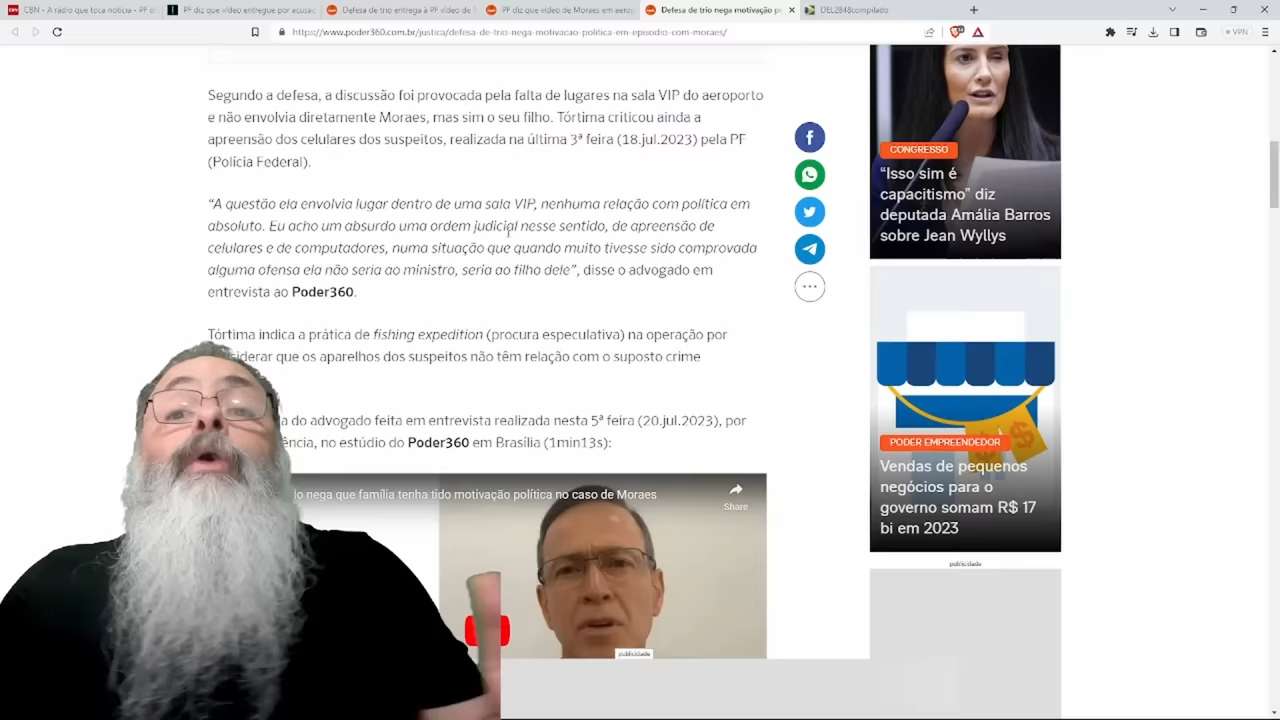 CBN - A rádio que toca notícia - PF d
PF diz que vídeo entregue por acusad
Defesa de trio entrega à PF vídeo de
PF diz que vídeo de Moraes em aerop
Defesa de trio nega motivação po
DEL2848compilado
https://www.poder360.com.br/justica/defesa-de-trio-nega-motivacao-politica-em-episodio-com-moraes/
VPN
Segundo a defesa, a discussão foi provocada pela falta de lugares na sala VIP do aeroporto
e não envolvia diretamente Moraes, mas sim o seu filho. Tórtima criticou ainda a
apreensão dos celulares dos suspeitos, realizada na última 3ª feira (18.jul.2023) pela PF
(Polícia Federal).
“A questão ela envolvia lugar dentro de uma sala VIP, nenhuma relação com política em
absoluto. Eu acho um absurdo uma ordem judicial nesse sentido, de apreensão de
celulares e de computadores, numa situação que quando muito tivesse sido comprovada
alguma ofensa ela não seria ao ministro, seria ao filho dele”, disse o advogado em
entrevista ao Poder360.
Tórtima indica a prática de fishing expedition (procura especulativa) na operação por
siderar que os aparelhos dos suspeitos não têm relação com o suposto crime
a do advogado feita em entrevista realizada nesta 5ª feira (20.jul.2023), por
ência, no estúdio do Poder360 em Brasília (1min13s):
do nega que família tenha tido motivação política no caso de Moraes
Share
publicidade
CONGRESSO
“Isso sim é
capacitismo” diz
deputada Amália Barros
sobre Jean Wyllys
PODER EMPREENDEDOR
Vendas de pequenos
negócios para o
governo somam R$ 17
bi em 2023
publicidade